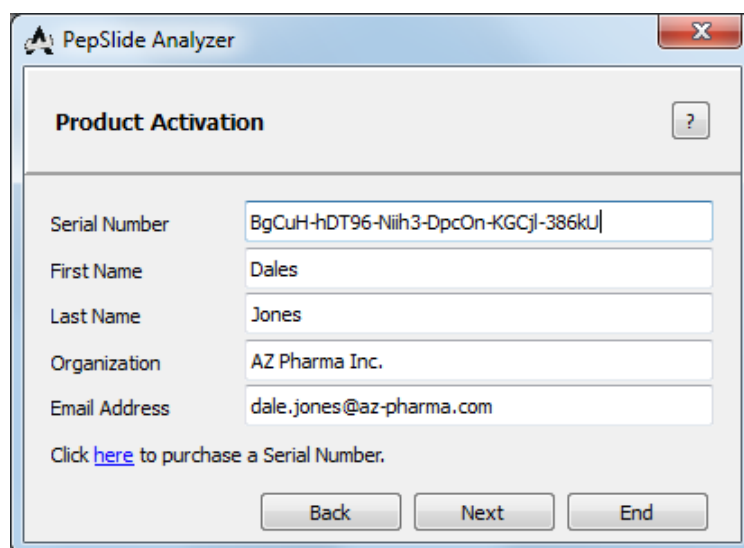 PepSlide Analyzer
Product Activation
?
Serial Number BgCuH-hDT96-Niih3-DpcOn-KGCjl-386kU
First Name Dales
Last Name Jones
Organization AZ Pharma Inc.
Email Address dale.jones@az-pharma.com
Click here to purchase a Serial Number.
Back Next End